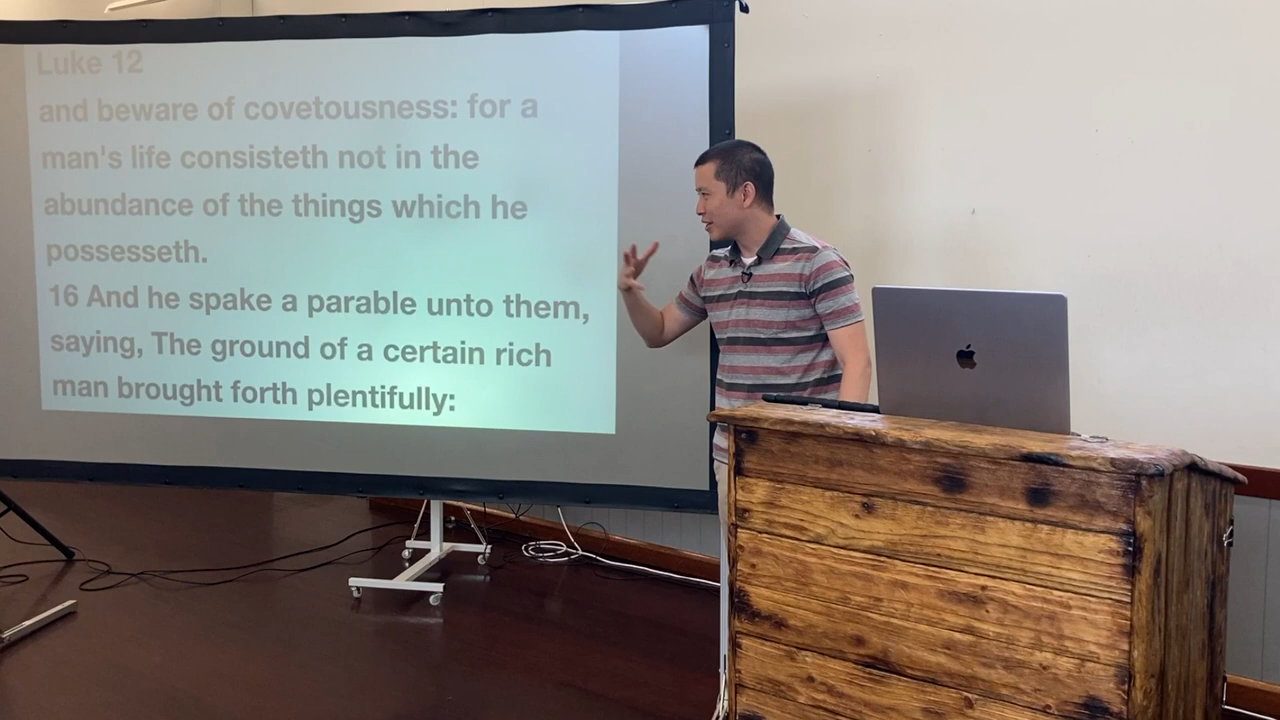 Luke 12
and beware of covetousness: for a
man's life consisteth not in the
abundance of the things which he
possesseth.
16 And he spake a parable unto them,
saying, The ground of a certain rich
man brought forth plentifully: